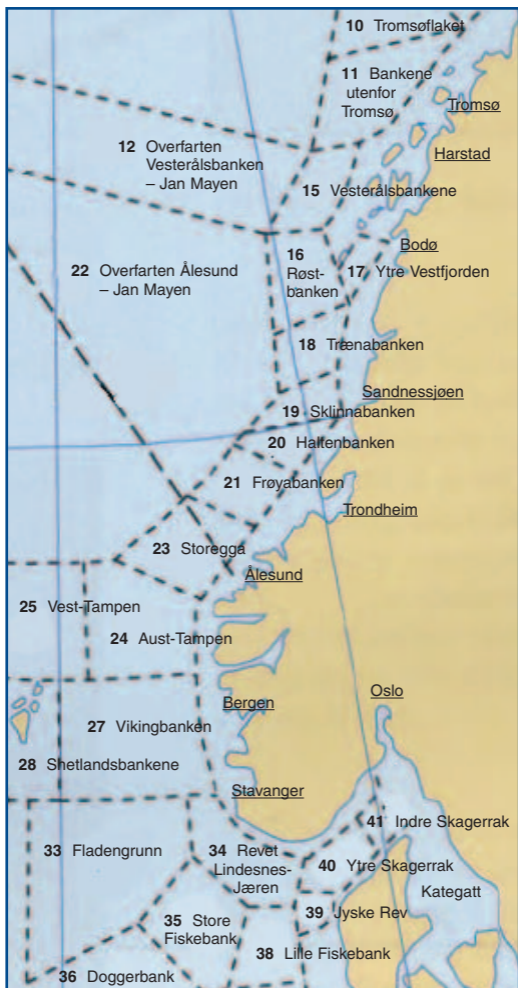 10 Tromsøflaket
11 Bankene
utenfor
Tromsø
Tromsø
12 Overfarten
Vesterålsbanken
– Jan Mayen
Harstad
15 Vesterålsbankene
Bodø
16
Røst-
banken
17 Ytre Vestfjorden
22 Overfarten Ålesund
– Jan Mayen
18 Trænabanken
Sandnessjøen
19 Sklinnabanken
20 Haltenbanken
21 Frøyabanken
Trondheim
23 Storegga
Ålesund
25 Vest-Tampen
24 Aust-Tampen
Oslo
Bergen
27 Vikingbanken
28 Shetlandsbankene
Stavanger
41 Indre Skagerrak
33 Fladengrunn
34 Revet
Lindesnes-
Jæren
40 Ytre Skagerrak
Kategatt
39 Jyske Rev
35 Store
Fiskebank
38 Lille Fiskebank
36 Doggerbank